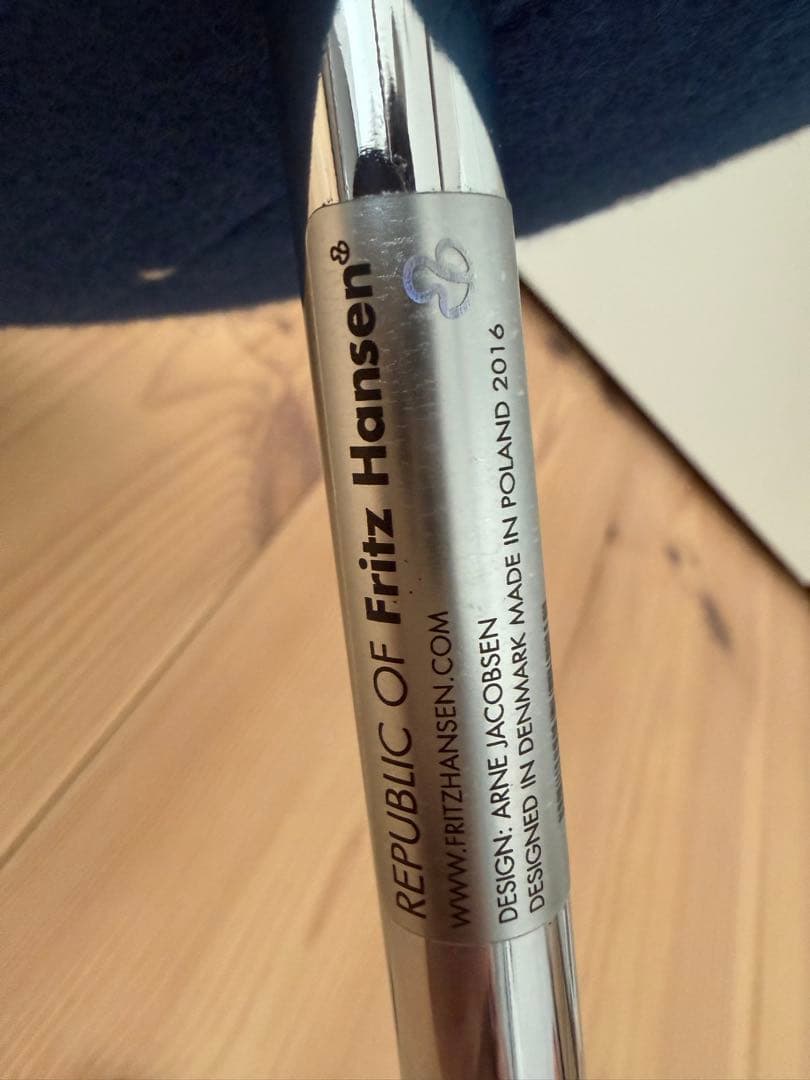 REPUBLIC OF Fritz Hansen
WWW.FRITZHANSEN.COM
DESIGN: ARNE JACOBSEN
DESIGNED IN DENMARK MADE IN POLAND 2016